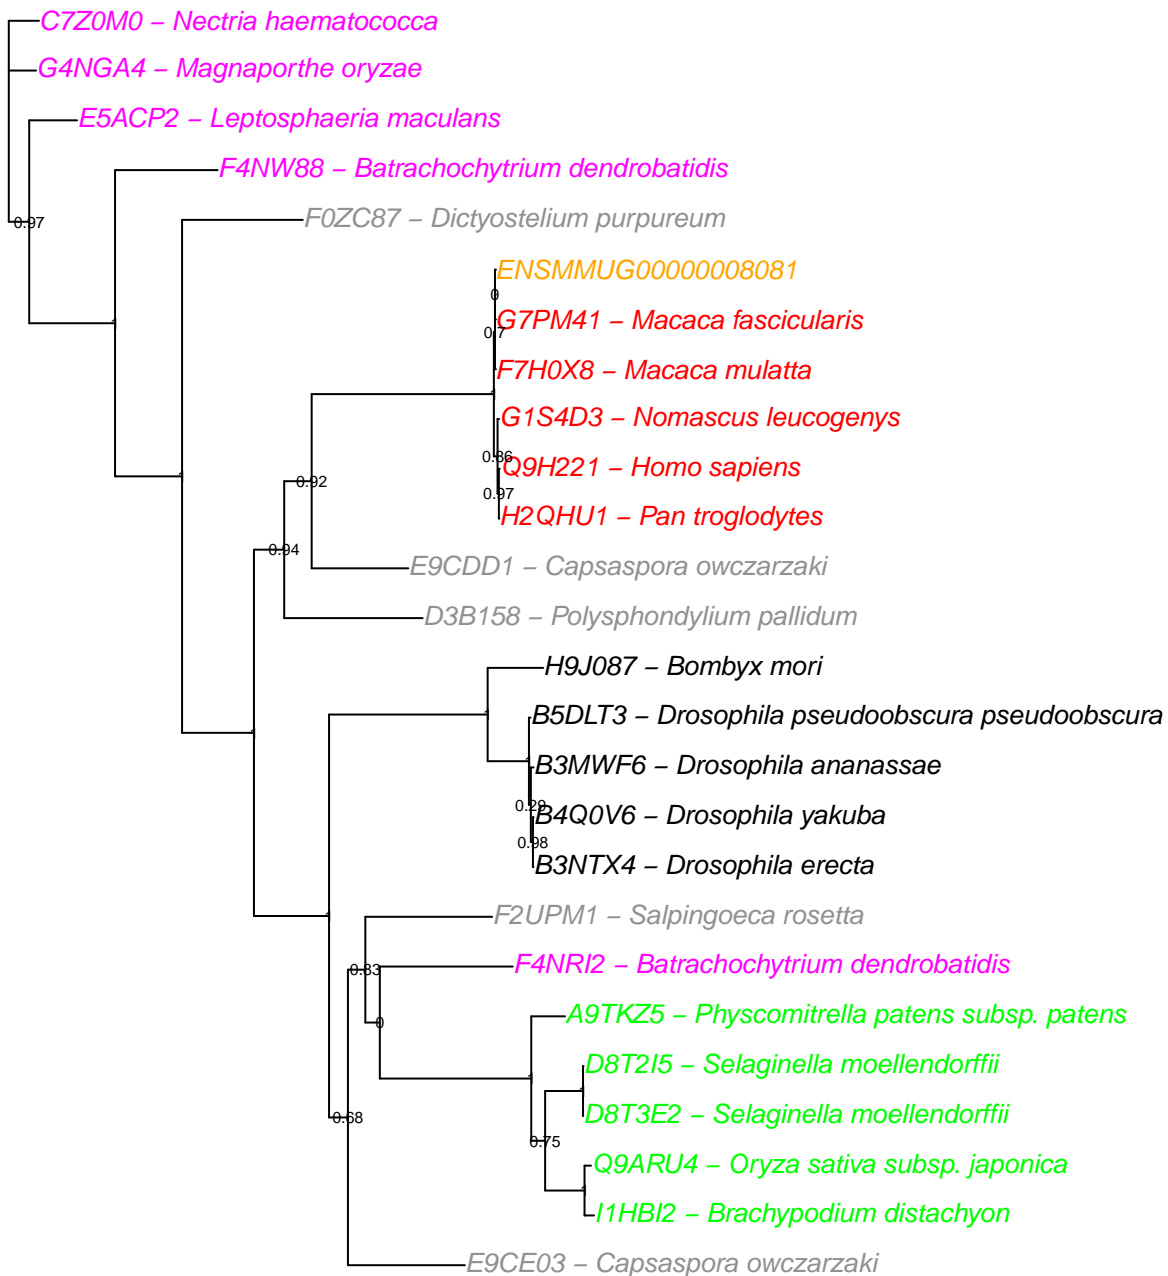 C7Z0M0 – Nectria haematococca
G4NGA4 – Magnaporthe oryzae
E5ACP2 – Leptosphaeria maculans
F4NW88 – Batrachochytrium dendrobatidis
0.97
F0ZC87 – Dictyostelium purpureum
ENSMMUG00000008081
0
G7PM41 – Macaca fascicularis
0.7
F7H0X8 – Macaca mulatta
G1S4D3 – Nomascus leucogenys
0.86
Q9H221 – Homo sapiens
0.92
0.97
H2QHU1 – Pan troglodytes
0.94
E9CDD1 – Capsaspora owczarzaki
D3B158 – Polysphondylium pallidum
H9J087 – Bombyx mori
B5DLT3 – Drosophila pseudoobscura pseudoobscura
B3MWF6 – Drosophila ananassae
0.29
B4Q0V6 – Drosophila yakuba
0.98
B3NTX4 – Drosophila erecta
F2UPM1 – Salpingoeca rosetta
F4NRI2 – Batrachochytrium dendrobatidis
0.83
A9TKZ5 – Physcomitrella patens subsp. patens
0
D8T2I5 – Selaginella moellendorffii
D8T3E2 – Selaginella moellendorffii
0.68
0.75
Q9ARU4 – Oryza sativa subsp. japonica
I1HBI2 – Brachypodium distachyon
E9CE03 – Capsaspora owczarzaki